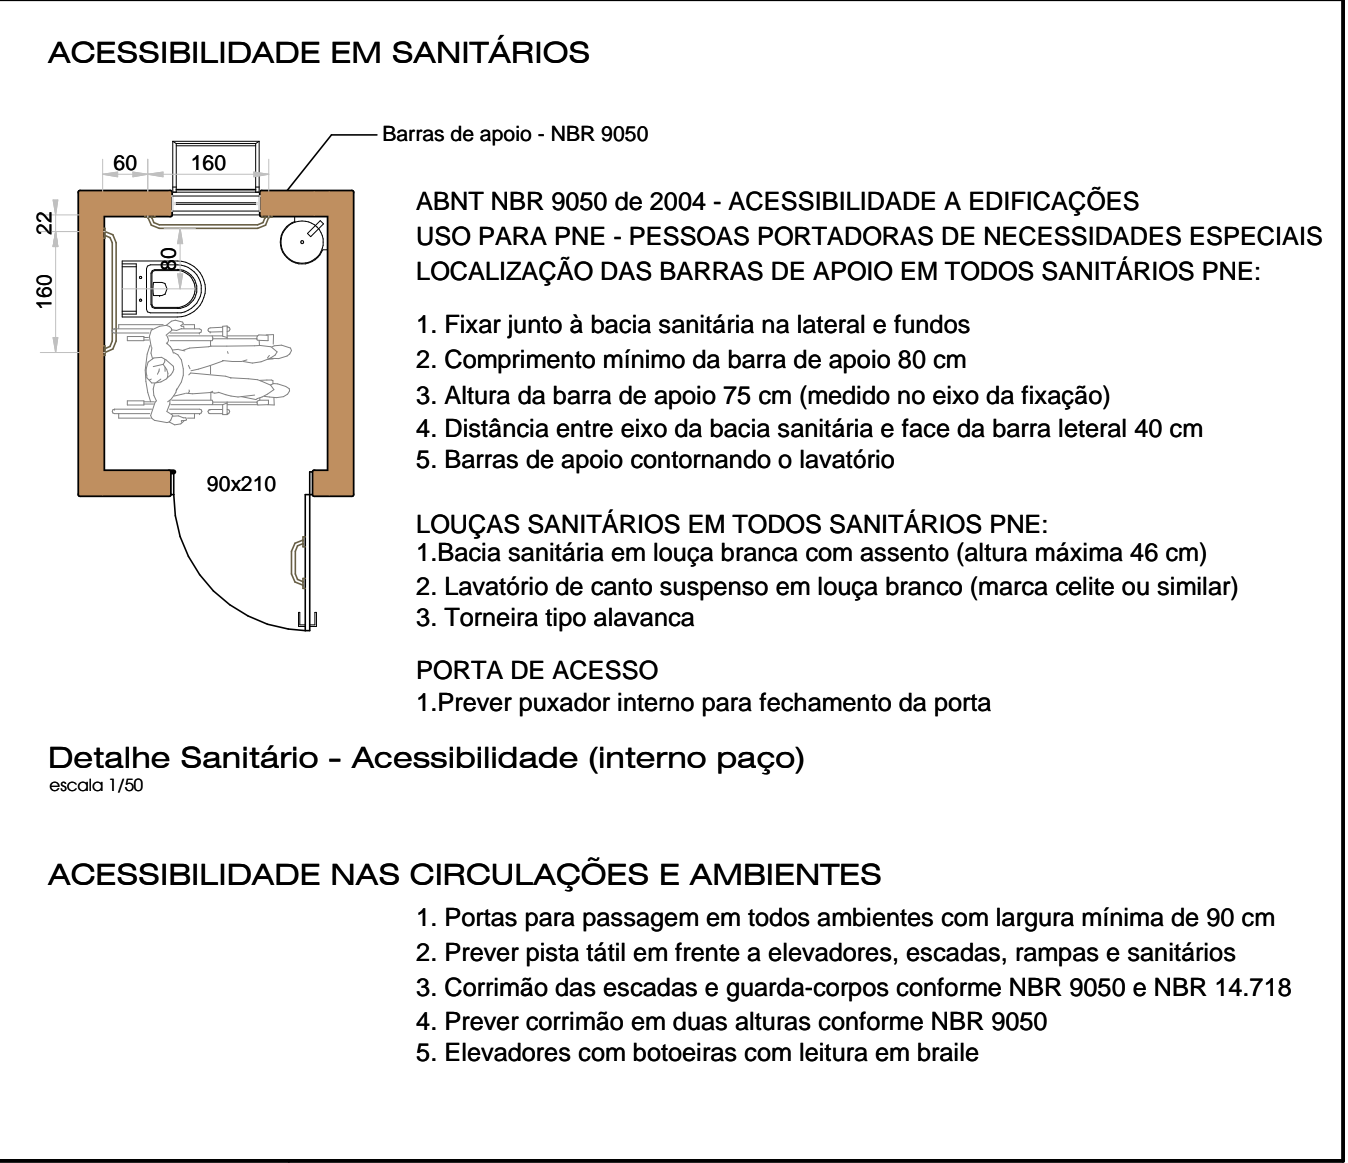 ACESSIBILIDADE EM SANITÁRIOS
Barras de apoio - NBR 9050
60
160
22
160
80
90x210
ABNT NBR 9050 de 2004 - ACESSIBILIDADE A EDIFICAÇÕES
USO PARA PNE - PESSOAS PORTADORAS DE NECESSIDADES ESPECIAIS
LOCALIZAÇÃO DAS BARRAS DE APOIO EM TODOS SANITÁRIOS PNE:
1. Fixar junto à bacia sanitária na lateral e fundos
2. Comprimento mínimo da barra de apoio 80 cm
3. Altura da barra de apoio 75 cm (medido no eixo da fixação)
4. Distância entre eixo da bacia sanitária e face da barra leteral 40 cm
5. Barras de apoio contornando o lavatório
LOUÇAS SANITÁRIOS EM TODOS SANITÁRIOS PNE:
1.Bacia sanitária em louça branca com assento (altura máxima 46 cm)
2. Lavatório de canto suspenso em louça branco (marca celite ou similar)
3. Torneira tipo alavanca
PORTA DE ACESSO
1.Prever puxador interno para fechamento da porta
Detalhe Sanitário - Acessibilidade (interno paço)
escala 1/50
ACESSIBILIDADE NAS CIRCULAÇÕES E AMBIENTES
1. Portas para passagem em todos ambientes com largura mínima de 90 cm
2. Prever pista tátil em frente a elevadores, escadas, rampas e sanitários
3. Corrimão das escadas e guarda-corpos conforme NBR 9050 e NBR 14.718
4. Prever corrimão em duas alturas conforme NBR 9050
5. Elevadores com botoeiras com leitura em braile